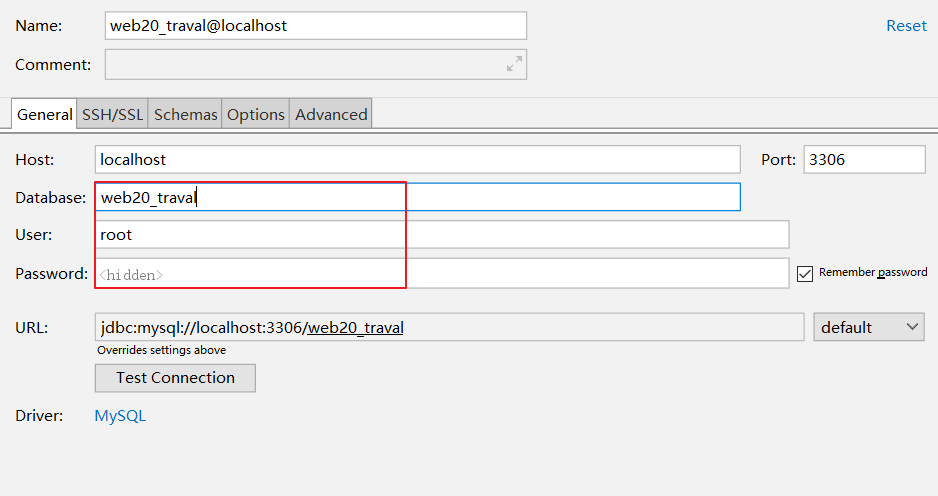 Name: web20_traval@localhost Reset
Comment:
General SSH/SSL Schemas Options Advanced
Host: localhost Port: 3306
Database: web20_traval
User: root
Password: <hidden> Remember password
URL: jdbc:mysql://localhost:3306/web20_traval default
Overrides settings above
Test Connection
Driver: MySQL